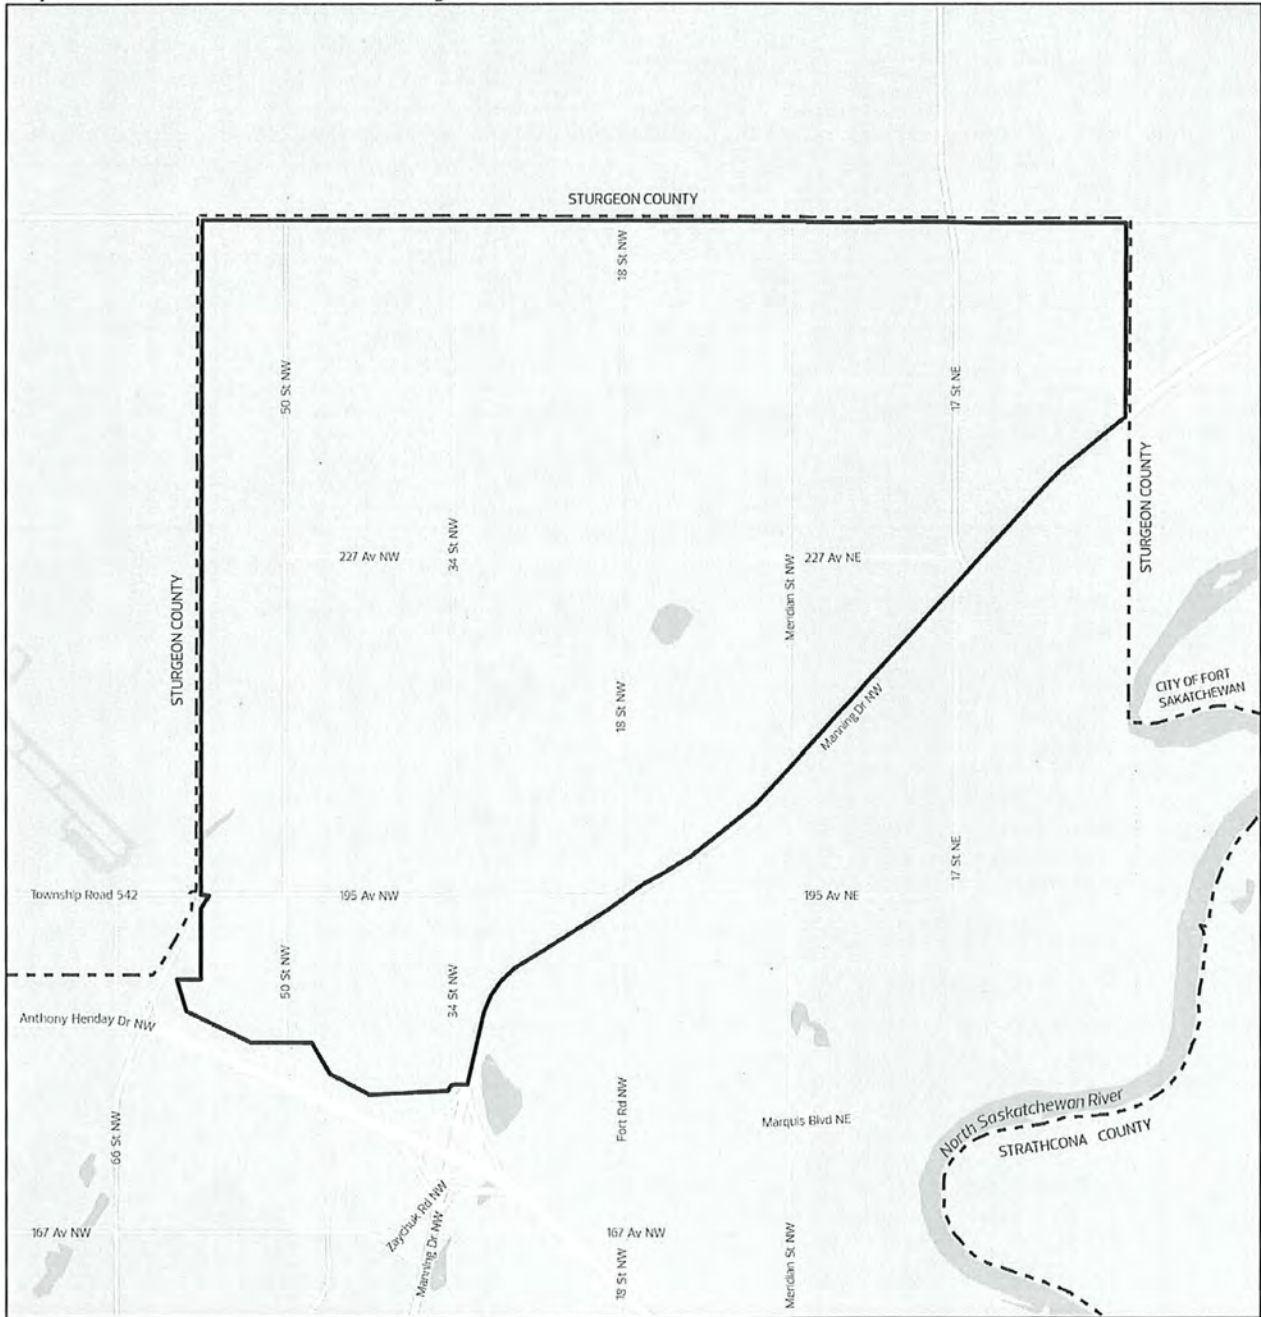 STURGEON COUNTY
18 St NW
50 St NW
17 St NE
STURGEON COUNTY
34 St NW
227 Av NW
227 Av NE
Meridian St NW
STURGEON COUNTY
CITY OF FORT
SAKATCHEWAN
18 St NW
Manning Dr NW
17 St NE
Township Road 542
195 Av NW
195 Av NE
50 St NW
34 St NW
Anthony Henday Dr NW
66 St NW
Fort Rd NW
Marquis Blvd NE
North Saskatchewan River
STRATHCONA COUNTY
Zaychuk Rd NW
Manning Dr NW
167 Av NW
167 Av NW
18 St NW
Meridian St NW